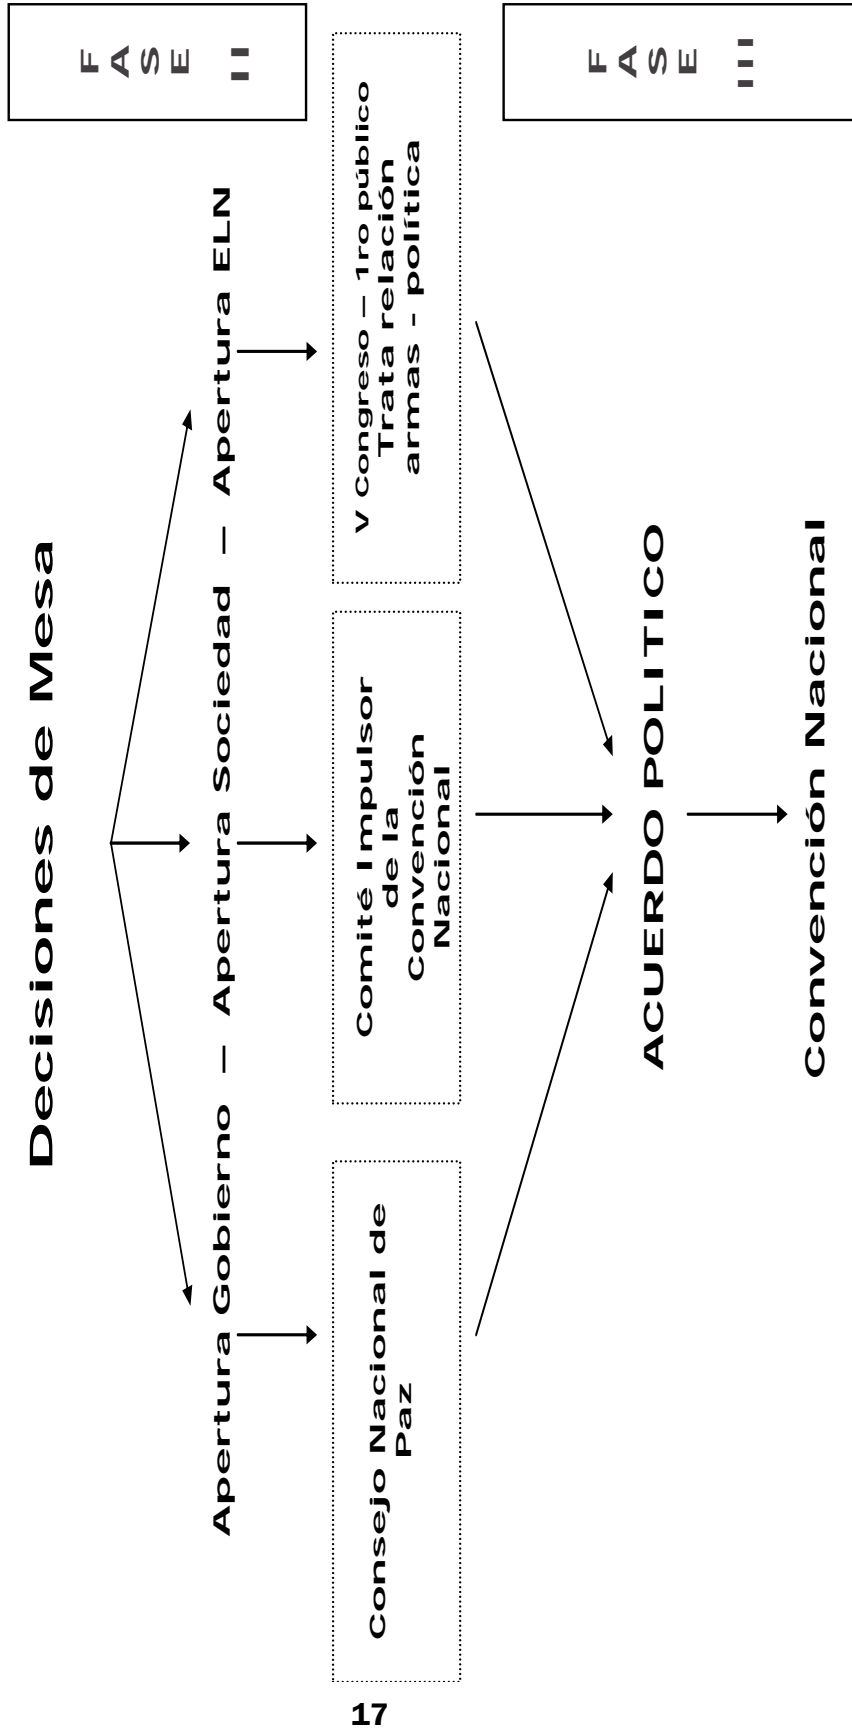 Decisiones de Mesa
F
A
S
E
II
Apertura Gobierno – Apertura Sociedad – Apertura ELN
Consejo Nacional de
Paz
Comité Impulsor
de la
Convención
Nacional
V Congreso – 1ro público
Trata relación
armas - política
ACUERDO POLITICO
F
A
S
E
III
Convención Nacional
17